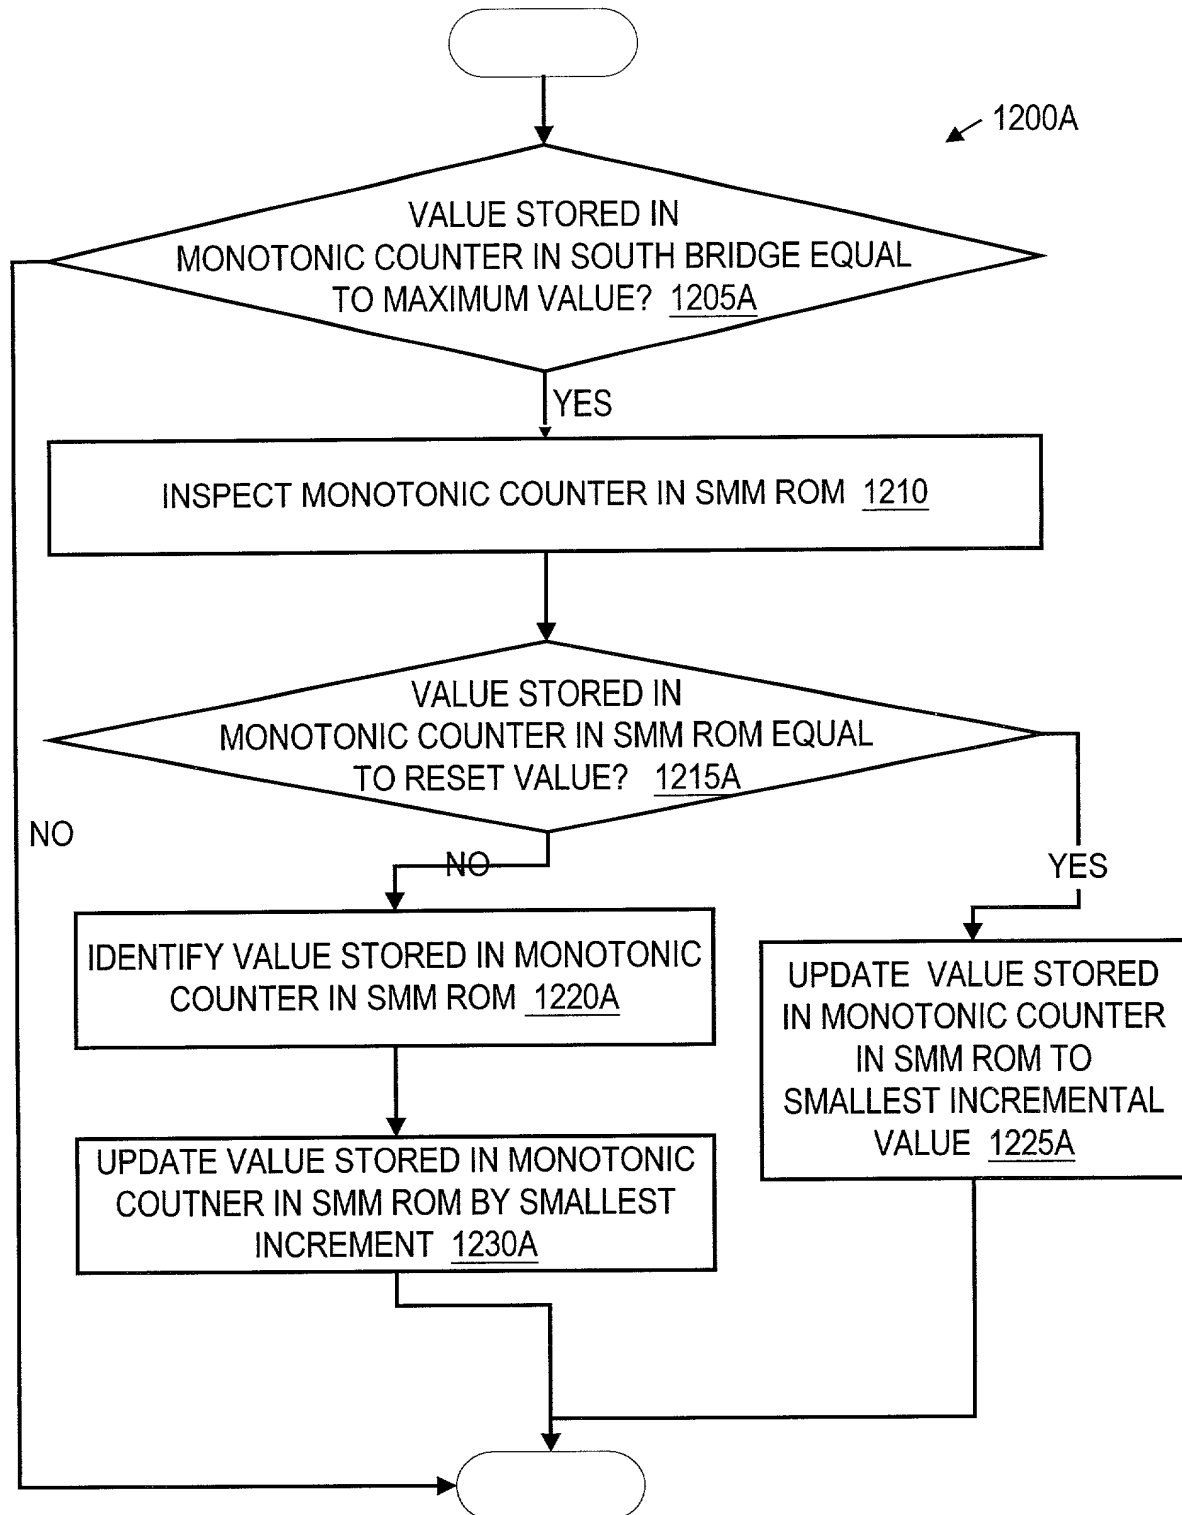 1200A
VALUE STORED IN
MONOTONIC COUNTER IN SOUTH BRIDGE EQUAL
TO MAXIMUM VALUE? 1205A
YES
INSPECT MONOTONIC COUNTER IN SMM ROM 1210
VALUE STORED IN
MONOTONIC COUNTER IN SMM ROM EQUAL
TO RESET VALUE? 1215A
NO
NO
YES
IDENTIFY VALUE STORED IN MONOTONIC
COUNTER IN SMM ROM 1220A
UPDATE VALUE STORED
IN MONOTONIC COUNTER
IN SMM ROM TO
SMALLEST INCREMENTAL
VALUE 1225A
UPDATE VALUE STORED IN MONOTONIC
COUTNER IN SMM ROM BY SMALLEST
INCREMENT 1230A